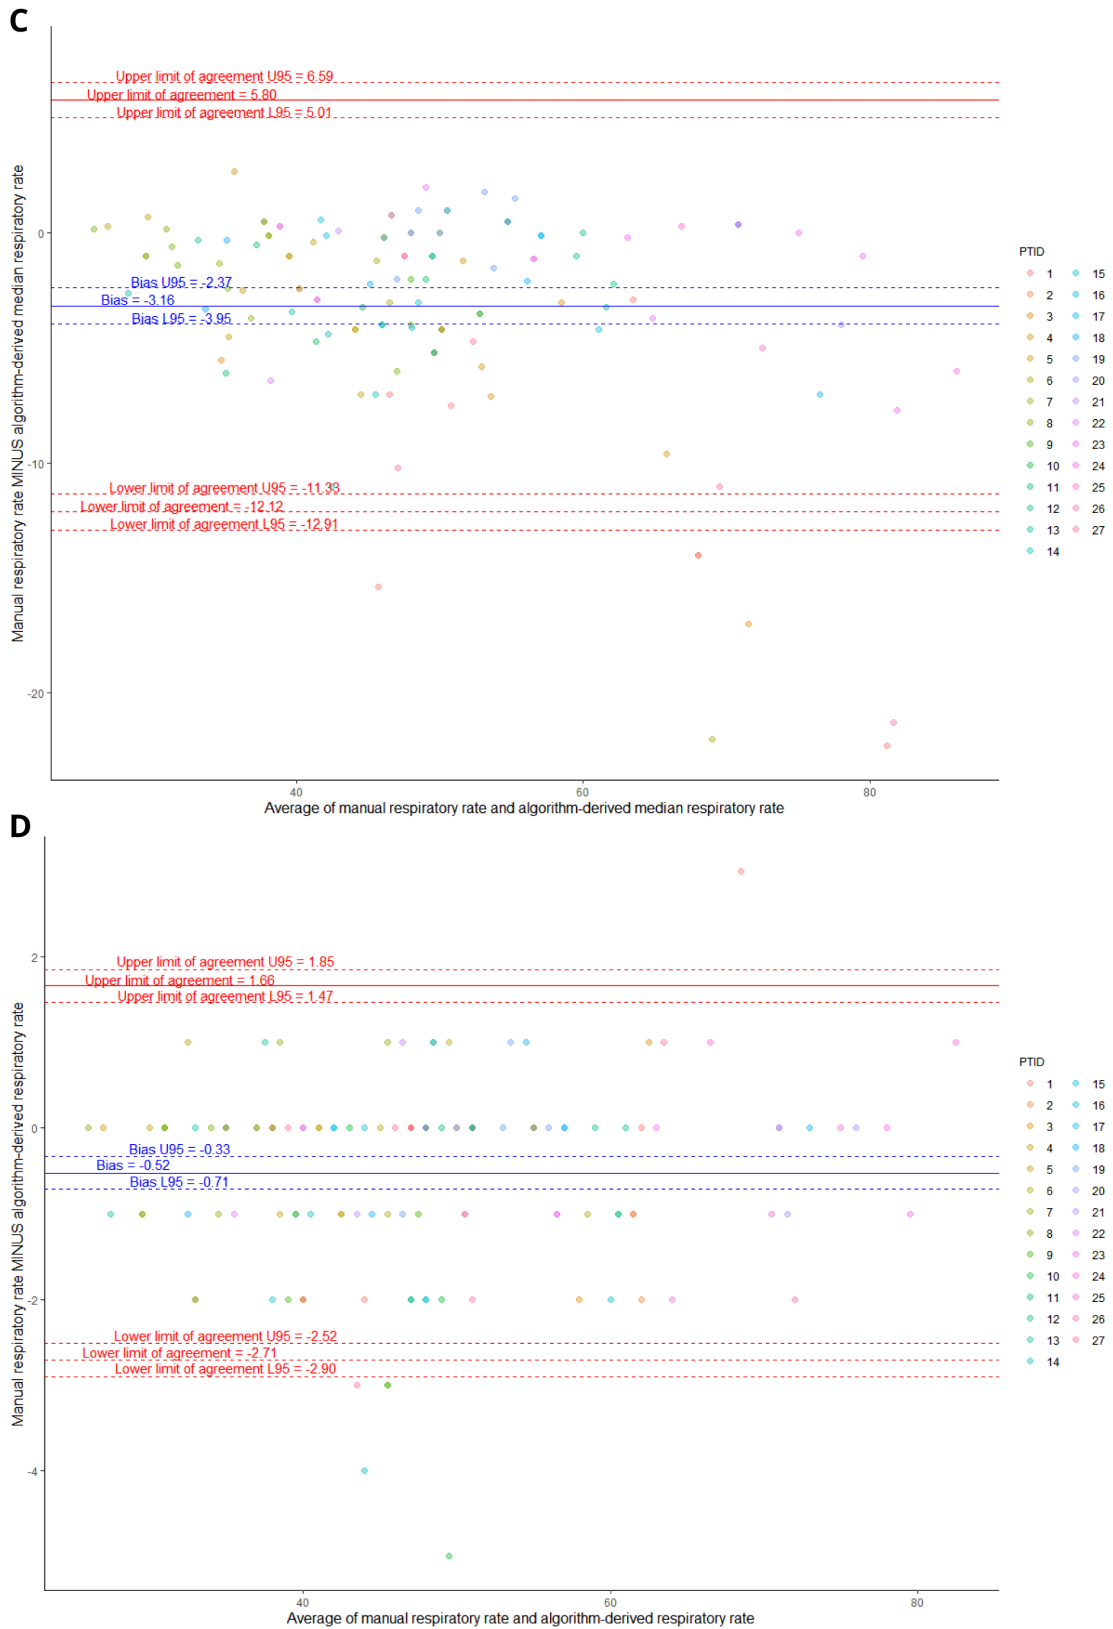 C
Upper limit of agreement U95 = 6.59
Upper limit of agreement = 5.80
Upper limit of agreement L95 = 5.01
0
Bias U95 = -2.37
Bias = -3.16
Bias L95 = -3.95
-10
Lower limit of agreement U95 = -11.33
Lower limit of agreement = -12.12
Lower limit of agreement L95 = -12.91
-20
Manual respiratory rate MINUS algorithm-derived median respiratory rate
40 60 80
Average of manual respiratory rate and algorithm-derived median respiratory rate
PTID
1 15
2 16
3 17
4 18
5 19
6 20
7 21
8 22
9 23
10 24
11 25
12 26
13 27
14
D
2
Upper limit of agreement U95 = 1.85
Upper limit of agreement = 1.66
Upper limit of agreement L95 = 1.47
0
Bias U95 = -0.33
Bias = -0.52
Bias L95 = -0.71
-2
Lower limit of agreement U95 = -2.52
Lower limit of agreement = -2.71
Lower limit of agreement L95 = -2.90
-4
Manual respiratory rate MINUS algorithm-derived respiratory rate
40 60 80
Average of manual respiratory rate and algorithm-derived respiratory rate
PTID
1 15
2 16
3 17
4 18
5 19
6 20
7 21
8 22
9 23
10 24
11 25
12 26
13 27
14